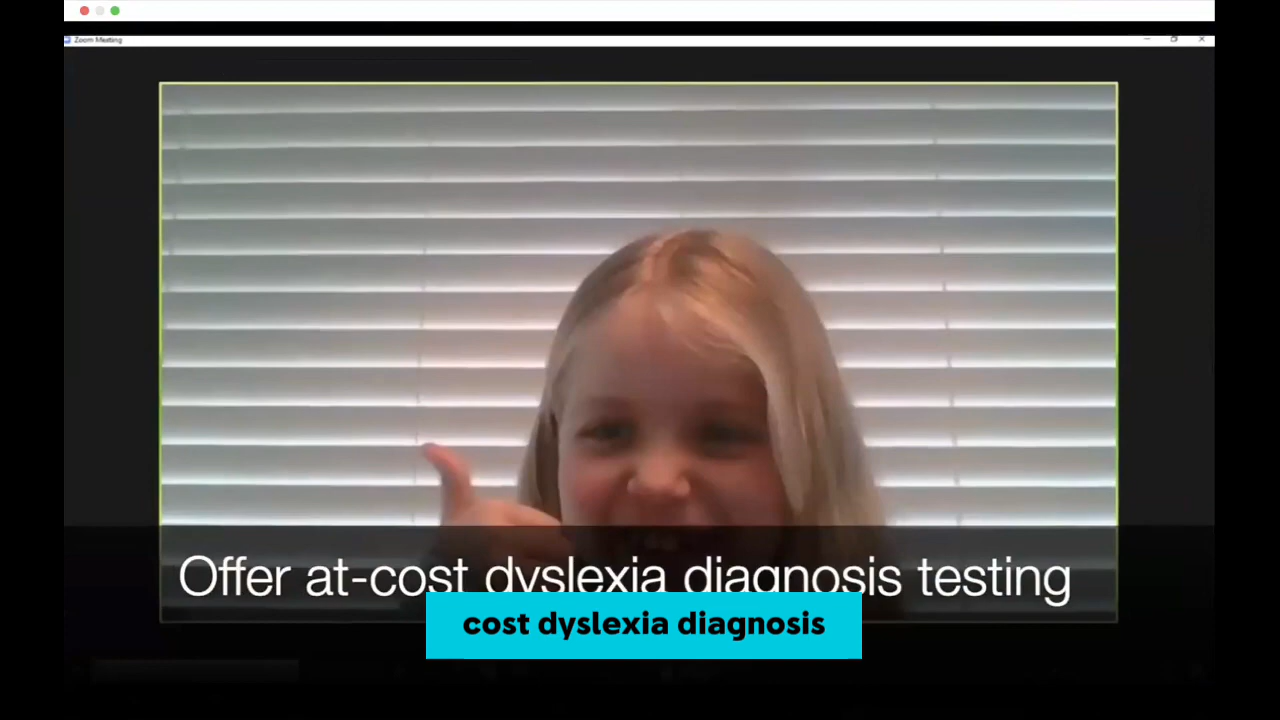 Zoom Meeting
Offer at-cost dyslexia diagnosis testing
cost dyslexia diagnosis